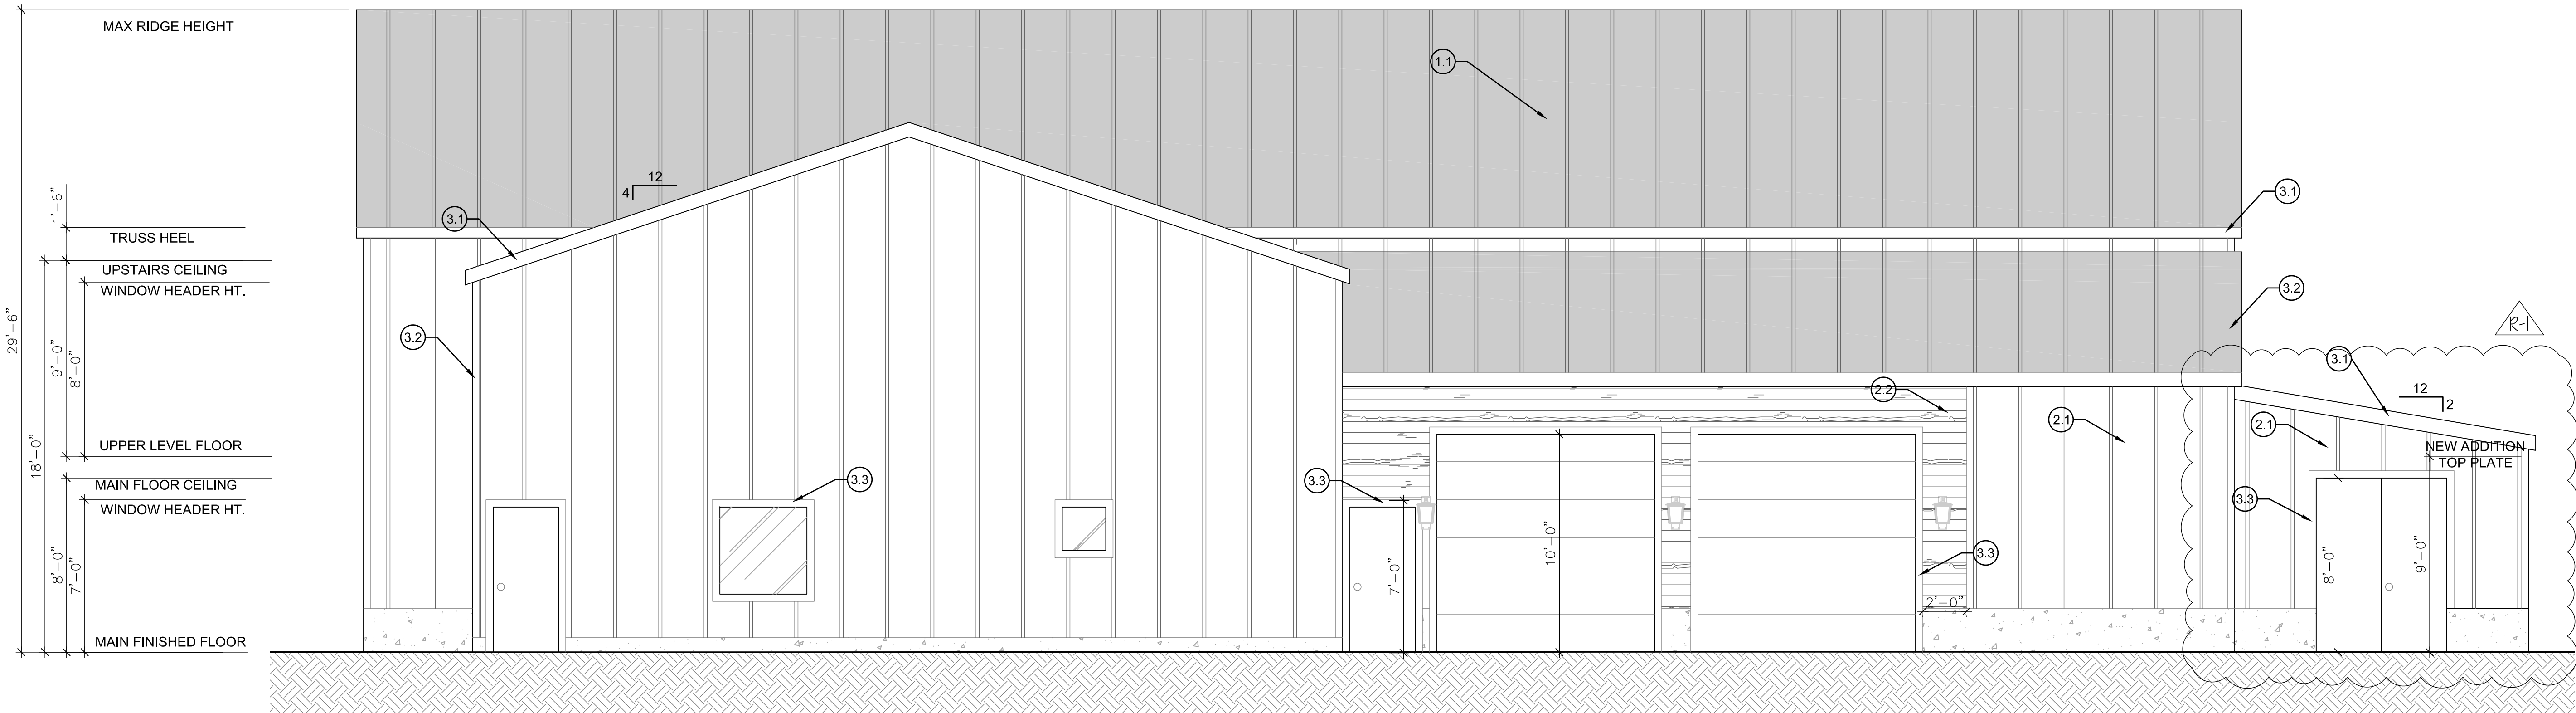 MAX RIDGE HEIGHT
1.1
12
4
1'-6"
3.1
3.1
TRUSS HEEL
UPSTAIRS CEILING
WINDOW HEADER HT.
3.2
29'-6"
R-1
3.2
9'-0"
8'-0"
3.1
12
2
2.2
2.1
2.1
18'-0"
UPPER LEVEL FLOOR
NEW ADDITION
TOP PLATE
MAIN FLOOR CEILING
3.3
3.3
3.3
WINDOW HEADER HT.
10'-0"
3.3
8'-0"
7'-0"
7'-0"
8'-0"
9'-0"
2'-0"
MAIN FINISHED FLOOR